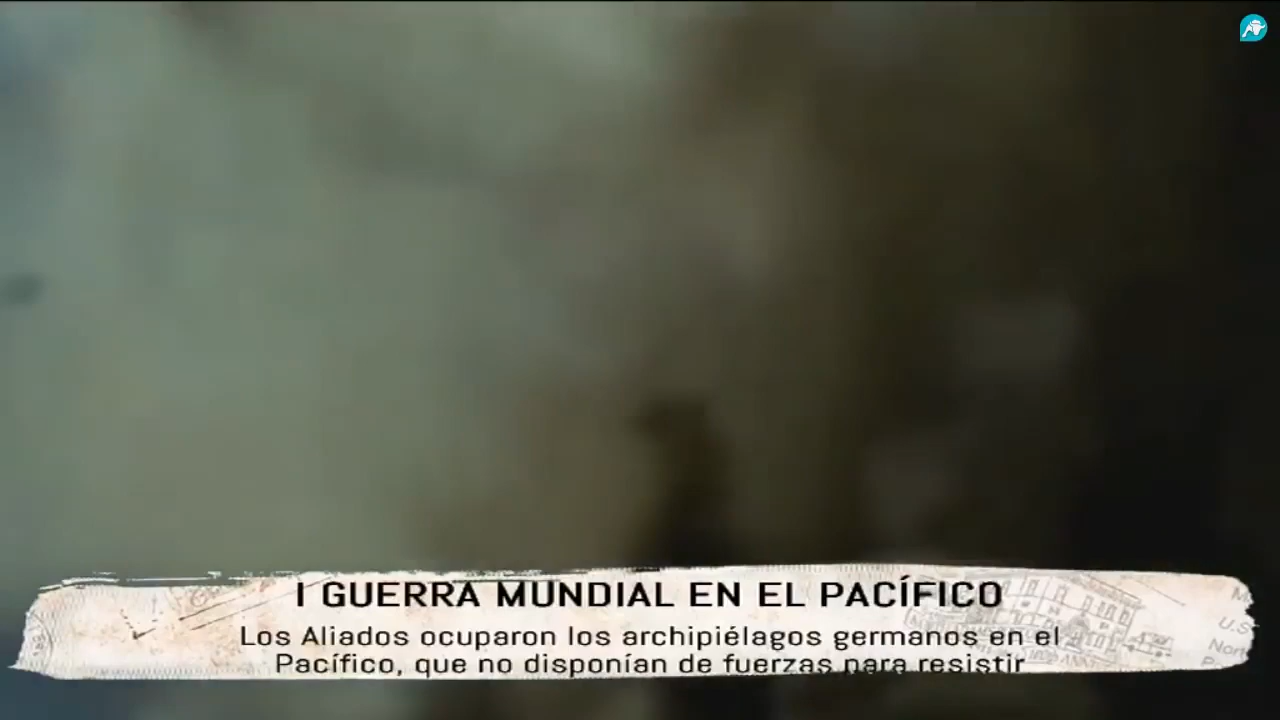 I GUERRA MUNDIAL EN EL PACÍFICO
Los Aliados ocuparon los archipiélagos germanos en el
Pacífico, que no disponían de fuerzas para resistir
U.S